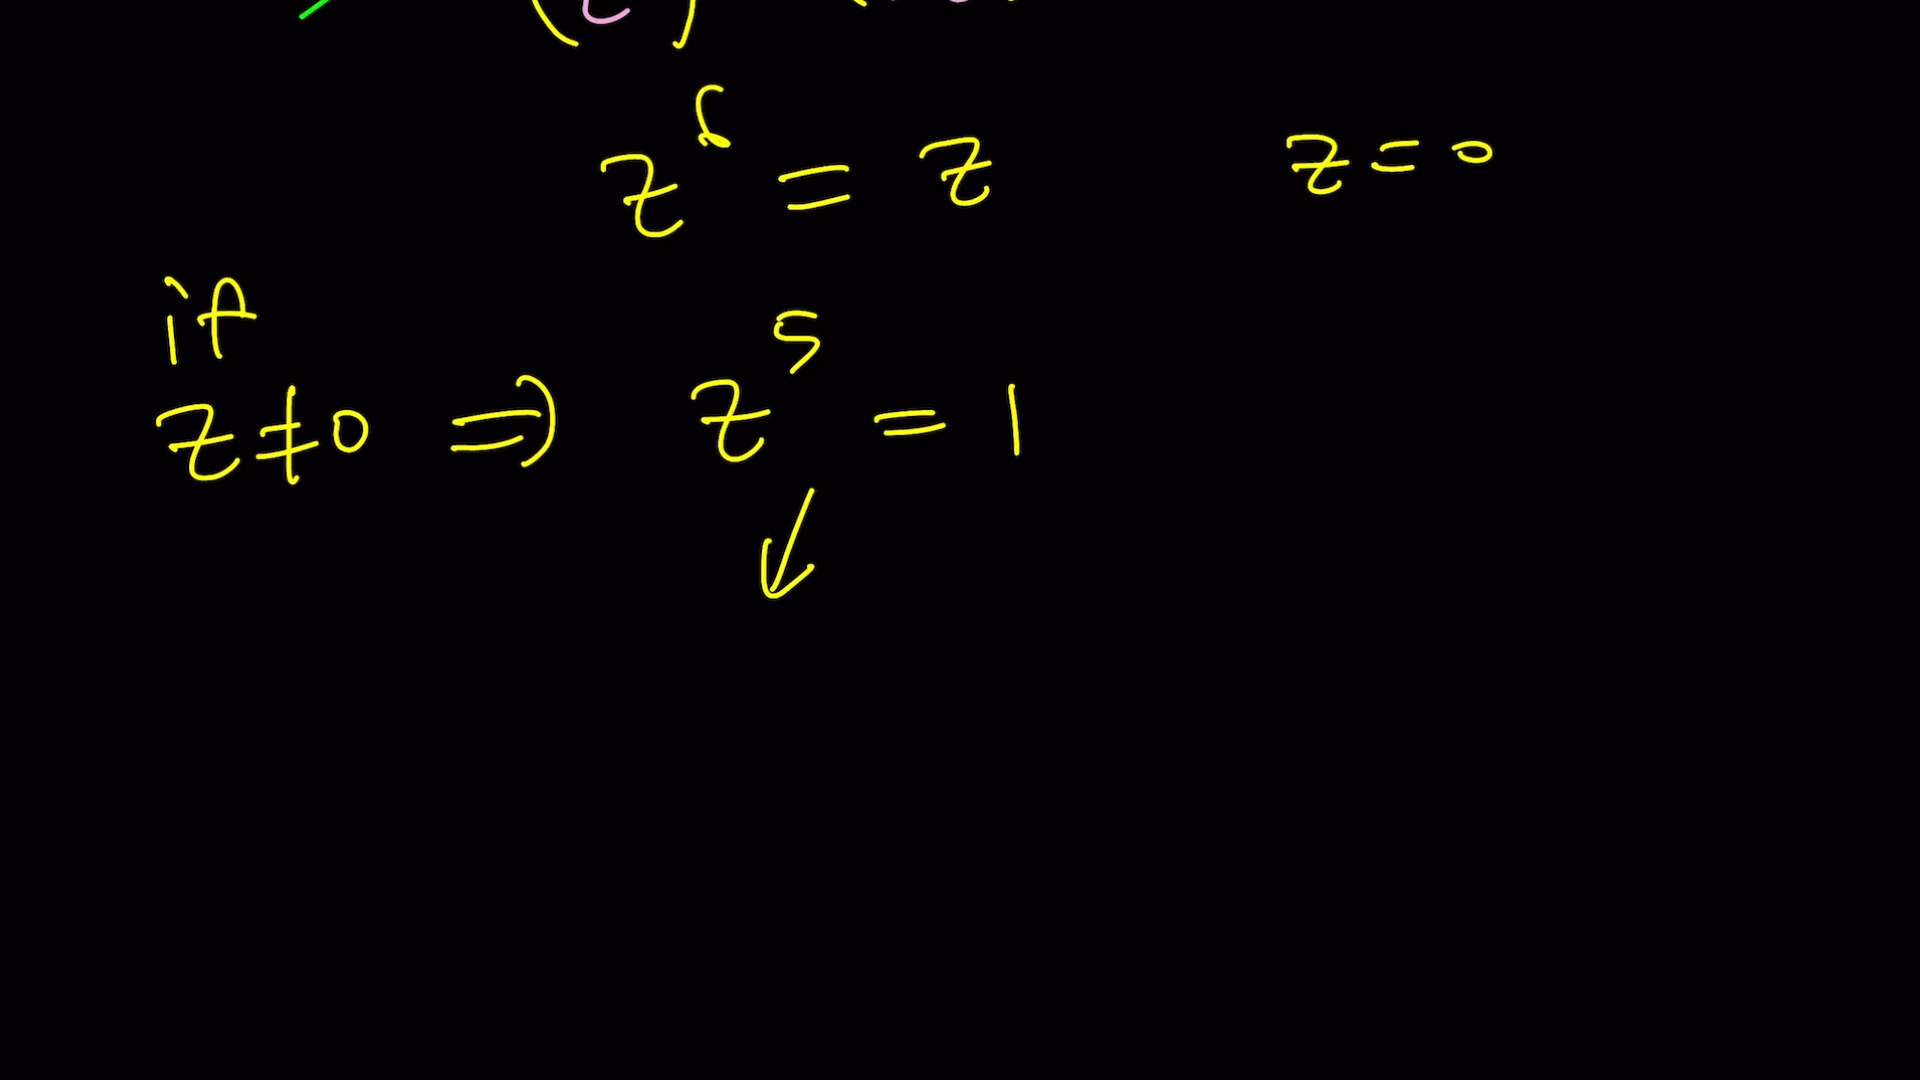 z⁶ = z z = 0
if
z ≠ 0 ⇒ z⁵ = 1